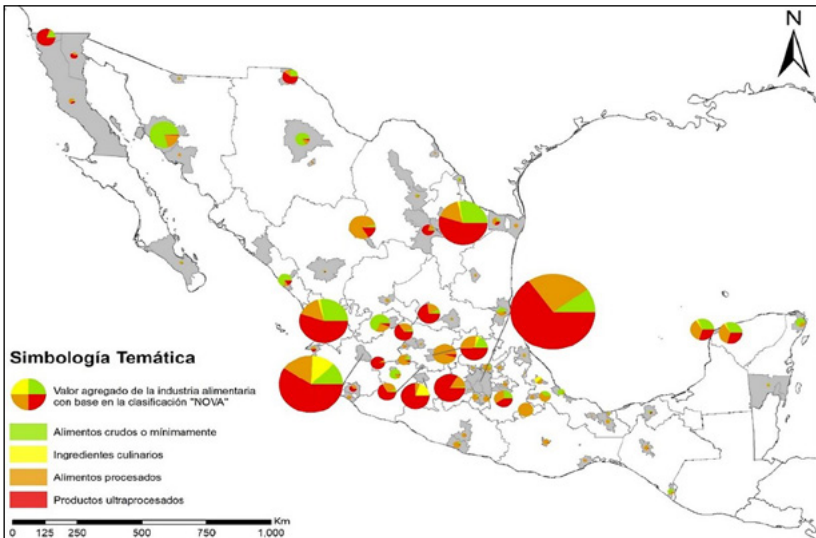 N
Simbología Temática
Valor agregado de la industria alimentaria
con base en la clasificación "NOVA"
Alimentos crudos o mínimamente
Ingredientes culinarios
Alimentos procesados
Productos ultraprocesados
Km
0 125 250 500 750 1.000